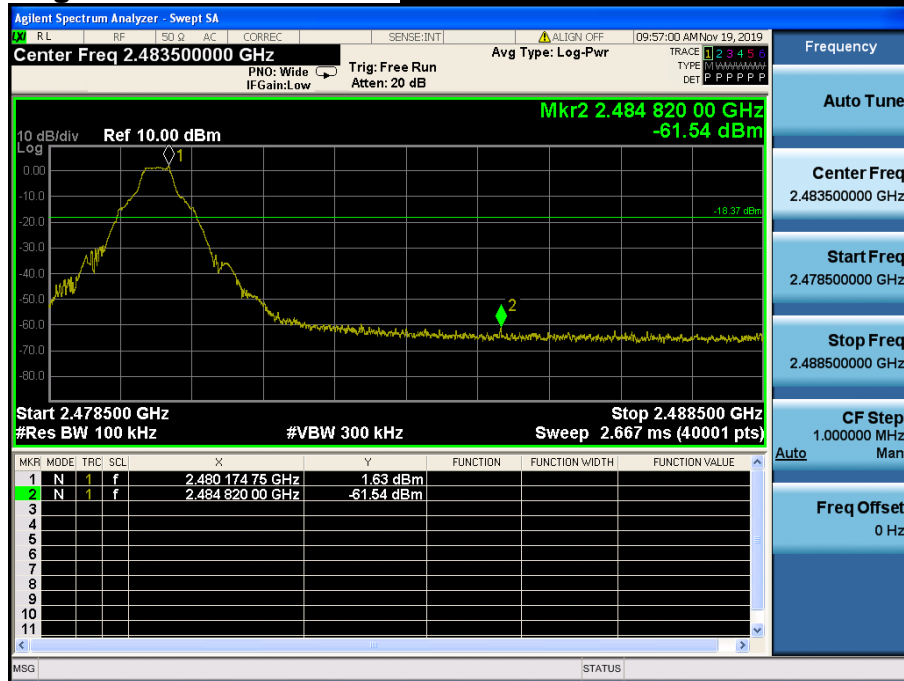 Agilent Spectrum Analyzer - Swept SA
LXI RL RF 50 Ω AC CORREC SENSE:INT ALIGN OFF 09:57:00 AM Nov 19, 2019
Center Freq 2.483500000 GHz
Avg Type: Log-Pwr
TRACE 1 2 3 4 5 6
PNO: Wide Trig: Free Run
TYPE M W W W W W
IFGain:Low Atten: 20 dB
DET P P P P P P
Mkr2 2.484 820 00 GHz
10 dB/div Ref 10.00 dBm -61.54 dBm
Log
1
0.00
-10.0
-18.37 dBm
-20.0
-30.0
-40.0
-50.0
2
-60.0
-70.0
-80.0
Start 2.478500 GHz Stop 2.488500 GHz
#Res BW 100 kHz #VBW 300 kHz Sweep 2.667 ms (40001 pts)
MKR MODE TRC SCL X Y FUNCTION FUNCTION WIDTH FUNCTION VALUE
1 N 1 f 2.480 174 75 GHz 1.63 dBm
2 N 1 f 2.484 820 00 GHz -61.54 dBm
3
4
5
6
7
8
9
10
11
MSG STATUS
Frequency
Auto Tune
Center Freq
2.483500000 GHz
Start Freq
2.478500000 GHz
Stop Freq
2.488500000 GHz
CF Step
1.000000 MHz
Auto Man
Freq Offset
0 Hz